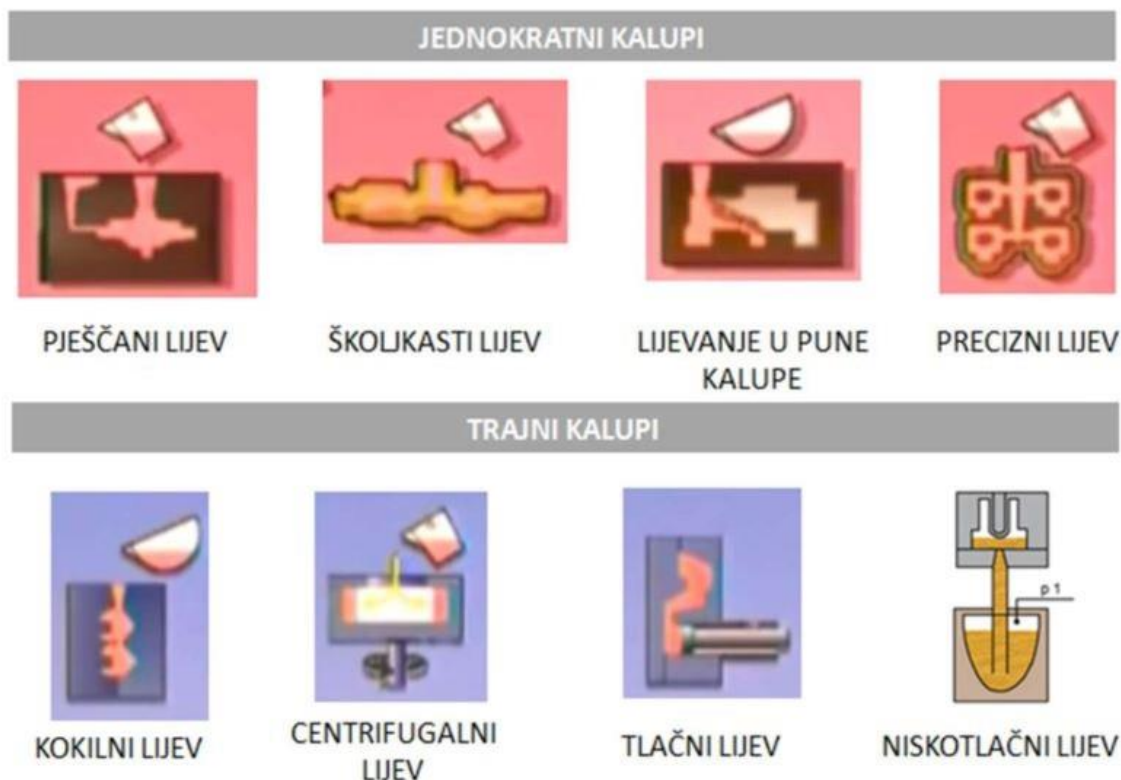 JEDNOKRATNI KALUPI
PJEŠČANI LIJEV
ŠKOLJKASTI LIJEV
LIJEVANJE U PUNE
KALUPE
PRECIZNI LIJEV
TRAJNI KALUPI
KOKILNI LIJEV
CENTRIFUGALNI
LIJEV
TLAČNI LIJEV
p 1
NISKOTLAČNI LIJEV